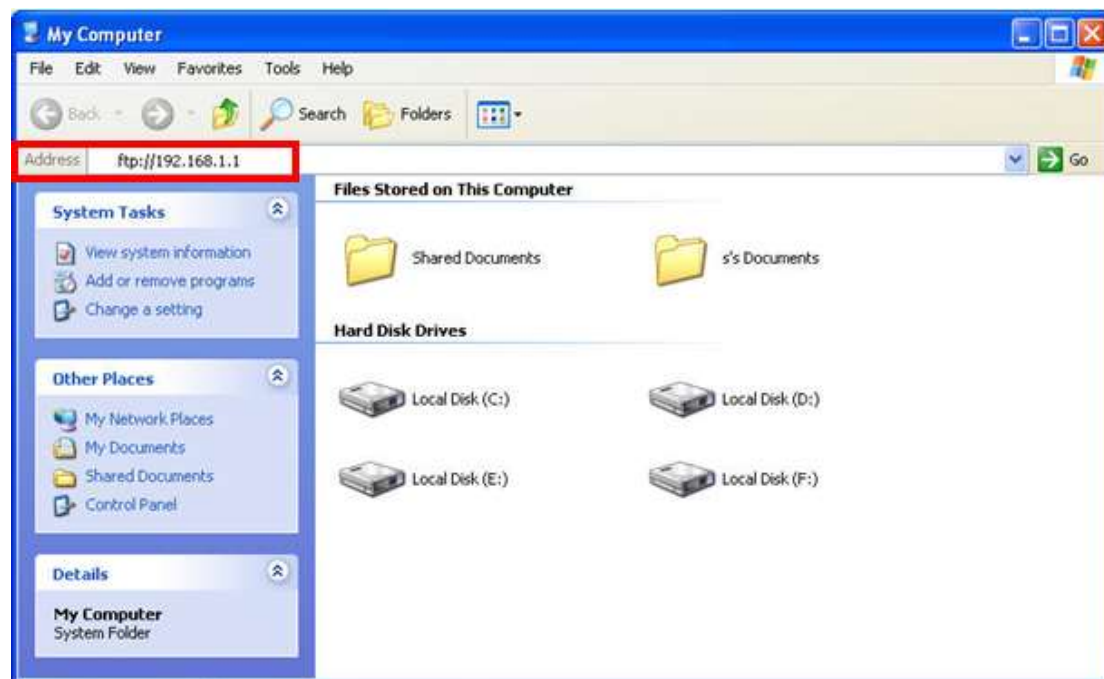 My Computer
File Edit View Favorites Tools Help
Back Search Folders
Address ftp://192.168.1.1 Go
System Tasks
View system information
Add or remove programs
Change a setting
Other Places
My Network Places
My Documents
Shared Documents
Control Panel
Details
My Computer
System Folder
Files Stored on This Computer
Shared Documents s's Documents
Hard Disk Drives
Local Disk (C:) Local Disk (D:)
Local Disk (E:) Local Disk (F:)